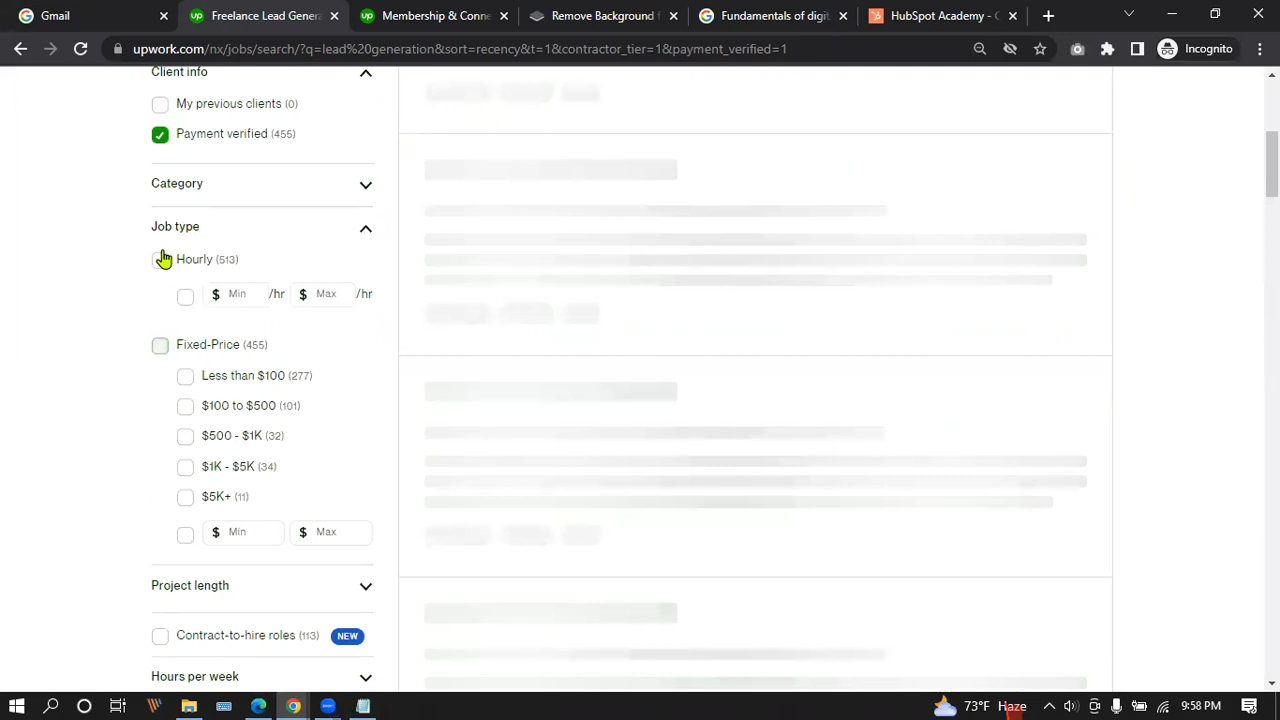 Gmail
Freelance Lead Genera
Membership & Conne
Remove Background f
Fundamentals of digit
HubSpot Academy - C
upwork.com/nx/jobs/search/?q=lead%20generation&sort=recency&t=1&contractor_tier=1&payment_verified=1
Incognito
Client info
My previous clients (0)
Payment verified (455)
Category
Job type
Hourly (513)
$ Min /hr $ Max /hr
Fixed-Price (455)
Less than $100 (277)
$100 to $500 (101)
$500 - $1K (32)
$1K - $5K (34)
$5K+ (11)
$ Min $ Max
Project length
Contract-to-hire roles (113) NEW
Hours per week
73°F Haze
9:58 PM